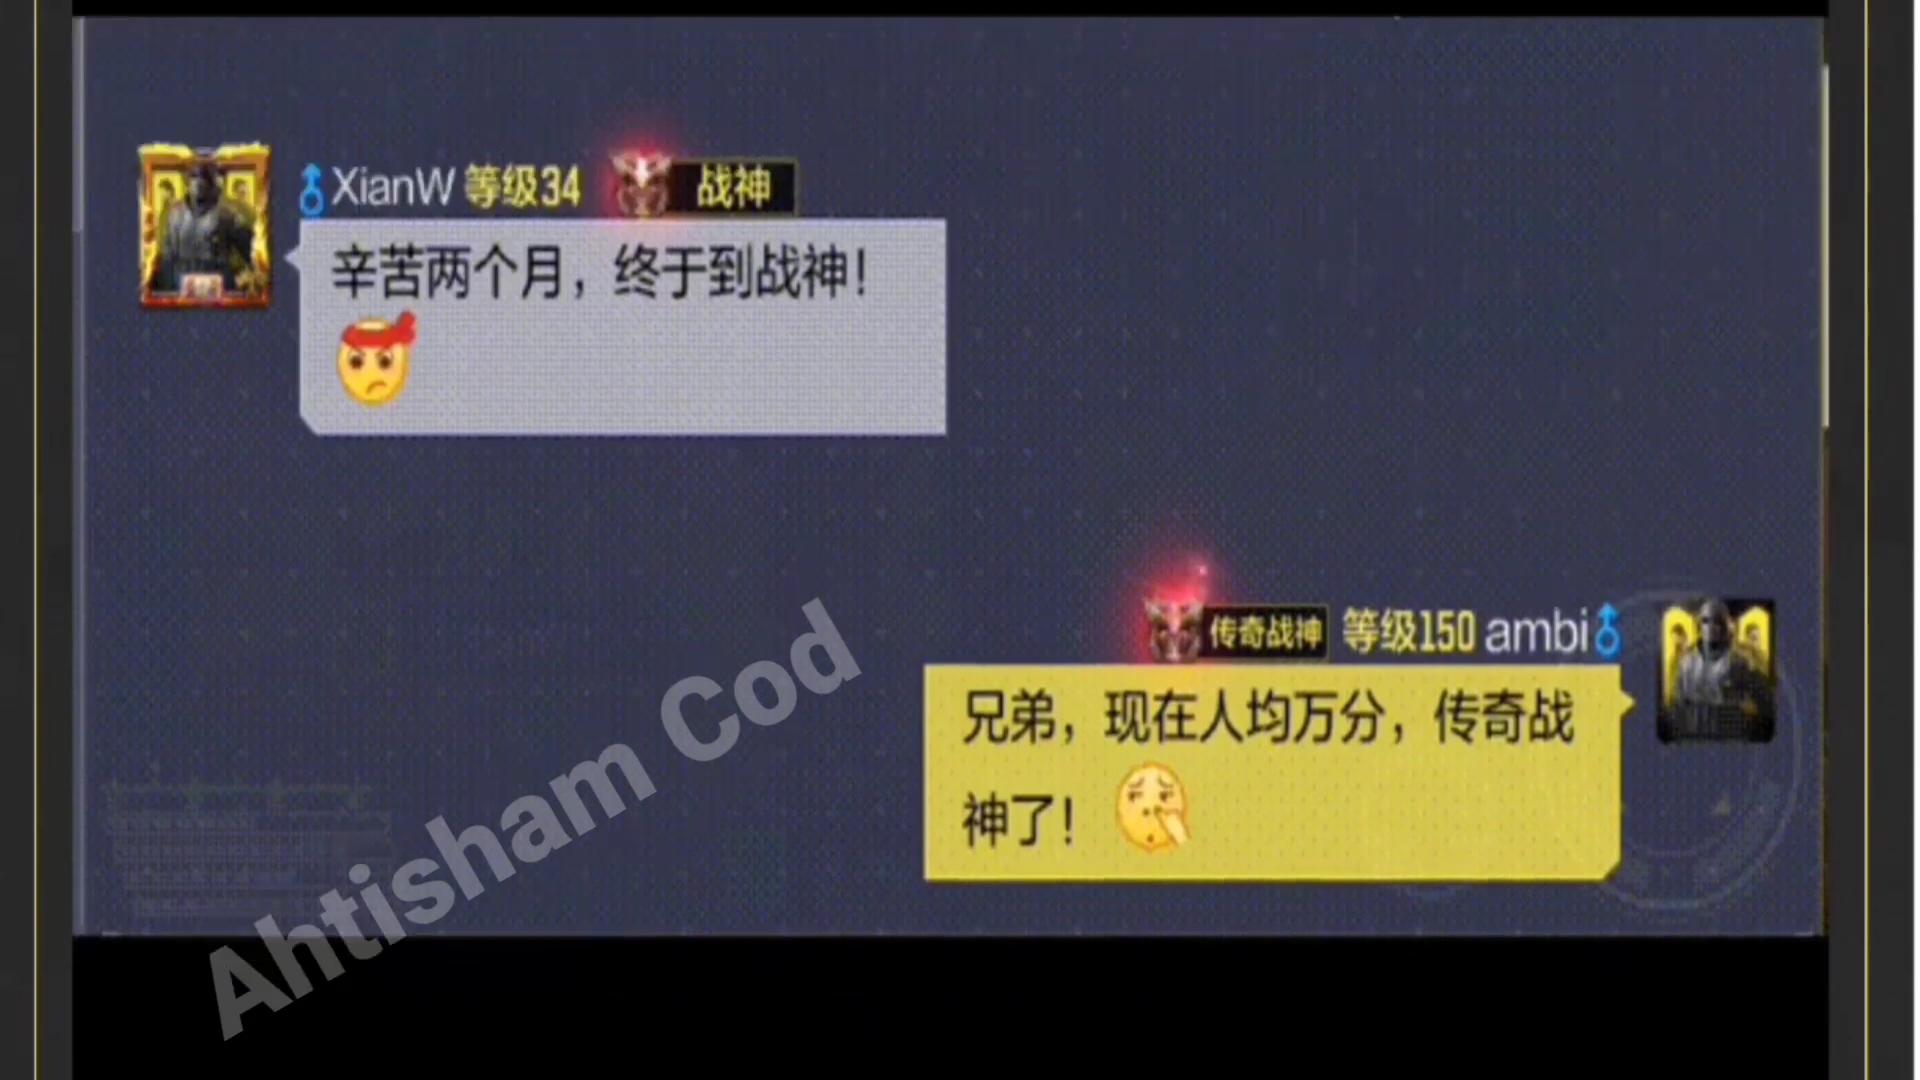 XianW 等级34 战神
辛苦两个月，终于到战神！
传奇战神 等级150 ambi
兄弟，现在人均万分，传奇战
神了！
Ahtisham Cod